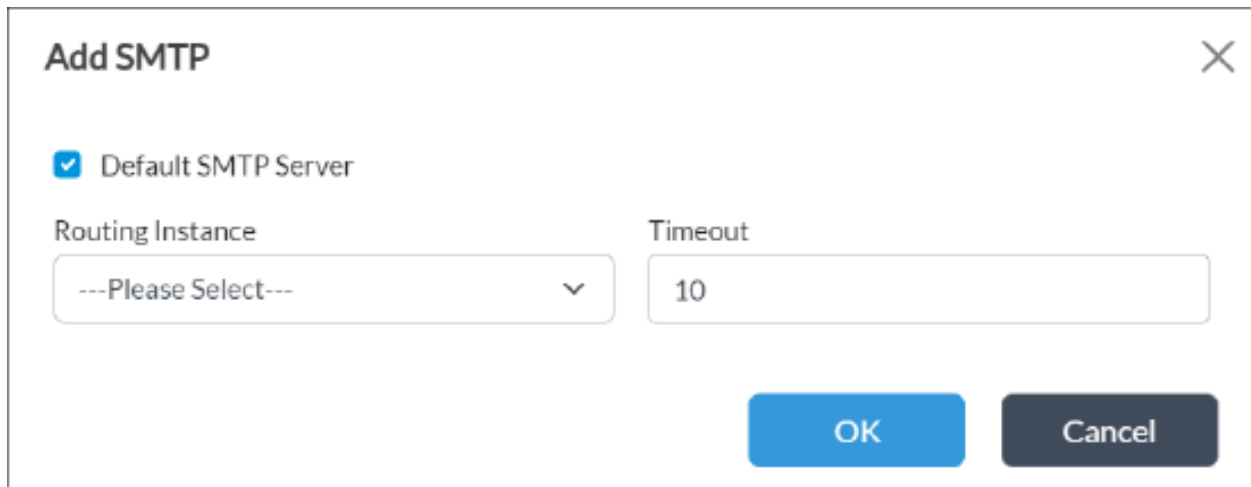 Add SMTP
Default SMTP Server
Routing Instance Timeout
---Please Select--- 10
OK Cancel